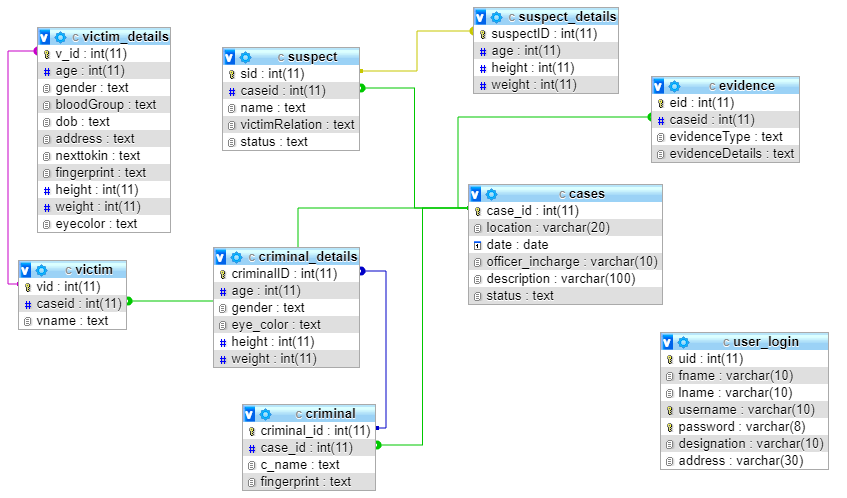 c victim_details
v_id : int(11)
age : int(11)
gender : text
bloodGroup : text
dob : text
address : text
nexttokin : text
fingerprint : text
height : int(11)
weight : int(11)
eyecolor : text
c suspect
sid : int(11)
caseid : int(11)
name : text
victimRelation : text
status : text
c suspect_details
suspectID : int(11)
age : int(11)
height : int(11)
weight : int(11)
c evidence
eid : int(11)
caseid : int(11)
evidenceType : text
evidenceDetails : text
c cases
case_id : int(11)
location : varchar(20)
date : date
officer_incharge : varchar(10)
description : varchar(100)
status : text
c victim
vid : int(11)
caseid : int(11)
vname : text
c criminal_details
criminalID : int(11)
age : int(11)
gender : text
eye_color : text
height : int(11)
weight : int(11)
c criminal
criminal_id : int(11)
case_id : int(11)
c_name : text
fingerprint : text
c user_login
uid : int(11)
fname : varchar(10)
lname : varchar(10)
username : varchar(10)
password : varchar(8)
designation : varchar(10)
address : varchar(30)